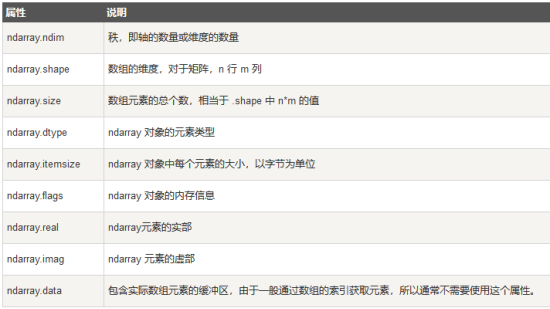 属性 说明
ndarray.ndim 秩，即轴的数量或维度的数量
ndarray.shape 数组的维度，对于矩阵，n 行 m 列
ndarray.size 数组元素的总个数，相当于 .shape 中 n*m 的值
ndarray.dtype ndarray 对象的元素类型
ndarray.itemsize ndarray 对象中每个元素的大小，以字节为单位
ndarray.flags ndarray 对象的内存信息
ndarray.real ndarray元素的实部
ndarray.imag ndarray 元素的虚部
ndarray.data 包含实际数组元素的缓冲区，由于一般通过数组的索引获取元素，所以通常不需要使用这个属性。